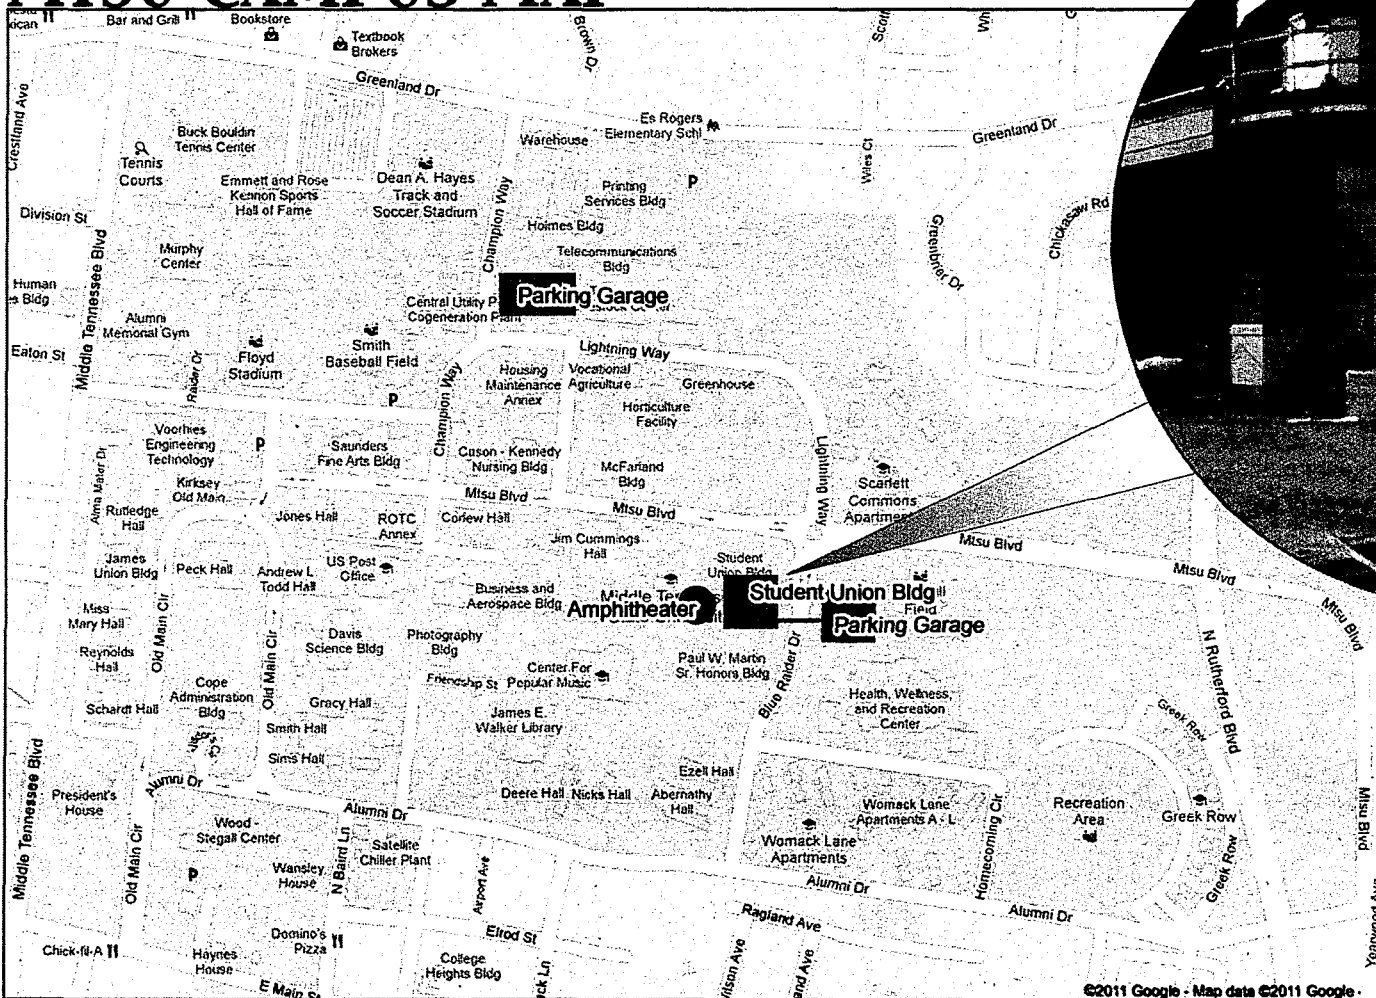 Bar and Grill
Bookstore
Textbook
Brokers
Brown Dr
Greenland Dr
Crestland Ave
Buck Bouldin
Tennis Center
Tennis
Courts
Emmett and Rose
Kennon Sports
Hall of Fame
Dean A. Hayes
Track and
Soccer Stadium
Warehouse
Es Rogers
Elementary Schl
Greenland Dr
Wiles Ct
Printing
Services Bldg
P
Holmes Bldg
Telecommunications
Bldg
Champion Way
Division St
Murphy
Center
Middle Tennessee Blvd
Greenbrier Dr
Chickasaw Rd
Human
Bldg
Alumni
Memorial Gym
Central Utility
Cogeneration Plant
Parking Garage
Eaton St
Floyd
Stadium
Smith
Baseball Field
Raider Dr
Lightning Way
Housing
Maintenance
Annex
Vocational
Agriculture
Greenhouse
Horticulture
Facility
P
Champion Way
Voorhies
Engineering
Technology
P
Saunders
Fine Arts Bldg
Cason - Kennedy
Nursing Bldg
McFarland
Bldg
Lightning Way
Scarlett
Commons
Alma Mater Dr
Kirksey
Old Main
Mtsu Blvd
Mtsu Blvd
Rutledge
Hall
Jones Hall
ROTC
Annex
Corlew Hall
Jim Cummings
Hall
Mtsu Blvd
Mtsu Blvd
Mtsu Blvd
James
Union Bldg
Peck Hall
Andrew L
Todd Hall
US Post
Office
Student
Union Bldg
Business and
Aerospace Bldg
Amphitheater
Student Union Bldg
Field
Parking Garage
Miss
Mary Hall
Old Main Cir
Old Main Cir
Davis
Science Bldg
Photography
Bldg
Reynolds
Hall
Friendship St
Center For
Popular Music
Paul W. Martin
Sr. Honors Bldg
Blue Raider Dr
N Rutherford Blvd
Cope
Administration
Bldg
Schardt Hall
Gracy Hall
Smith Hall
James E.
Walker Library
Health, Wellness,
and Recreation
Center
Greek Row
Sims Hall
Middle Tennessee Blvd
Alumni Dr
Ezell Hall
President's
House
Alumni Dr
Deere Hall
Nicks Hall
Abernathy
Hall
Womack Lane
Apartments A - L
Homecoming Cir
Recreation
Area
Greek Row
Mtsu Blvd
Old Main Cir
Wood -
Stegall Center
N Baird Ln
Satellite
Chiller Plant
Womack Lane
Apartments
Greek Row
P
Wansley
House
Airport Ave
Alumni Dr
Alumni Dr
Ragland Ave
Chick-fil-A
Haynes
House
Domino's
Pizza
Elrod St
College
Heights Bldg
E Main St
©2011 Google - Map data ©2011 Google -